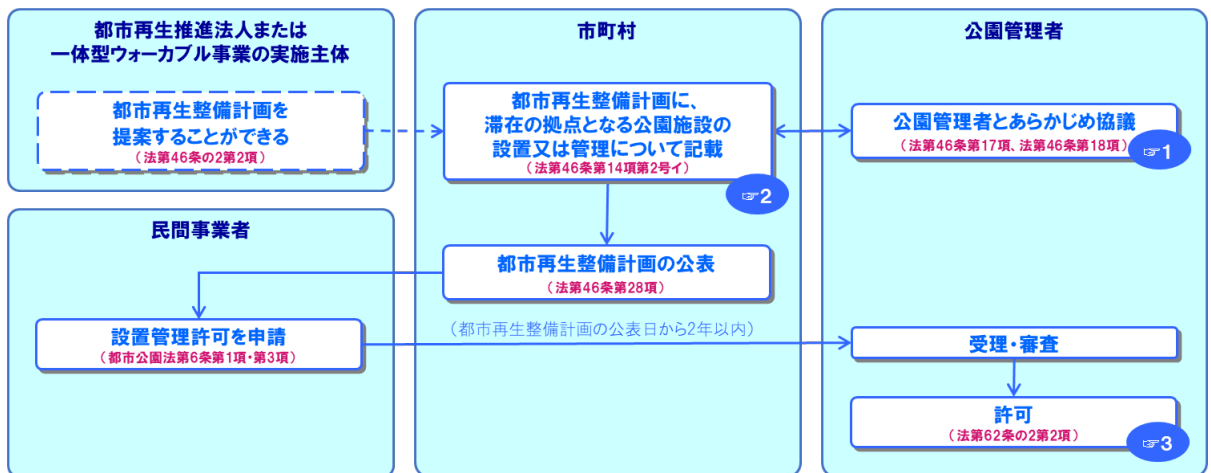 都市再生推進法人または
一体型ウォーカブル事業の実施主体
都市再生整備計画を
提案することができる
（法第46条の2第2項）
市町村
都市再生整備計画に、
滞在の拠点となる公園施設の
設置又は管理について記載
（法第46条第14項第2号イ）
☞2
公園管理者
公園管理者とあらかじめ協議
（法第46条第17項、法第46条第18項）
☞1
民間事業者
都市再生整備計画の公表
（法第46条第28項）
設置管理許可を申請
（都市公園法第6条第1項・第3項）
（都市再生整備計画の公表日から2年以内）
受理・審査
許可
（法第62条の2第2項）
☞3